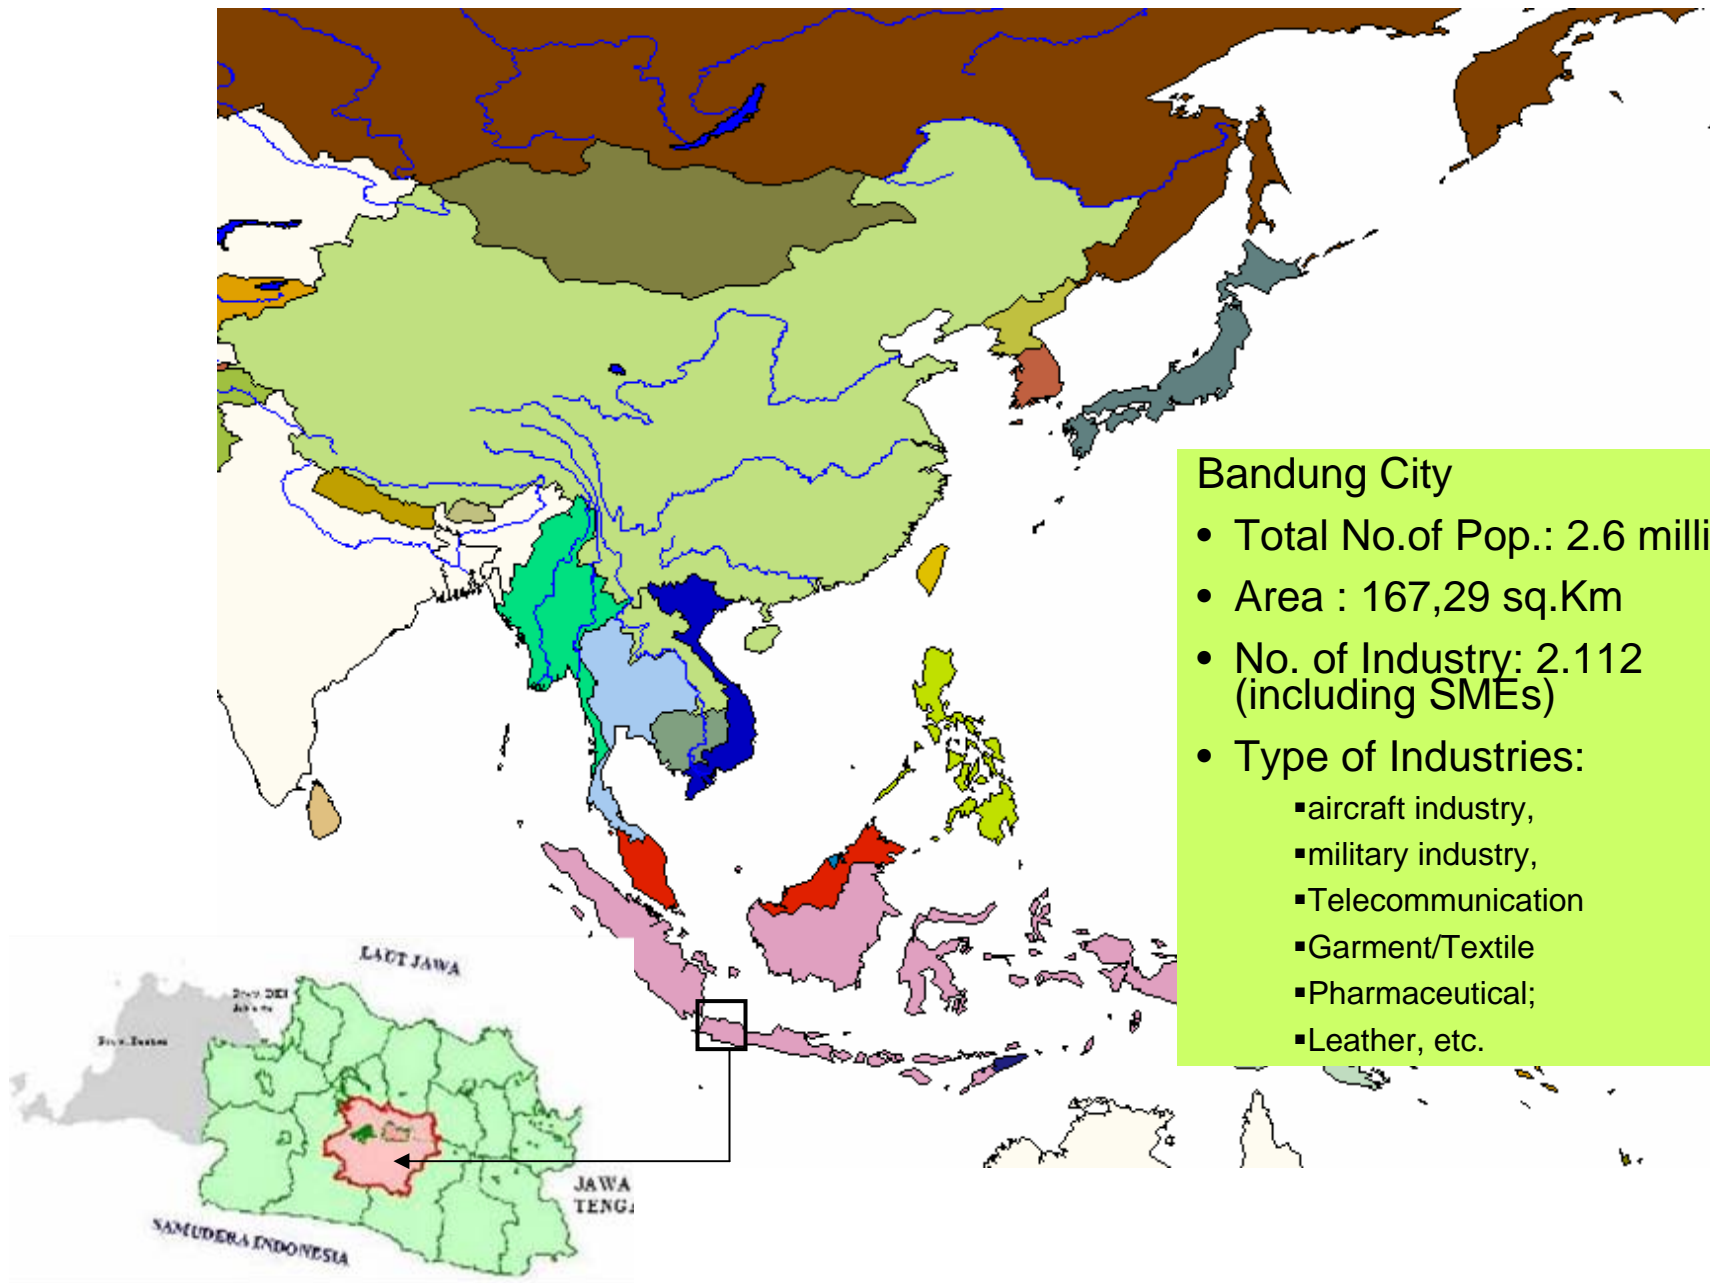 Bandung City
• Total No.of Pop.: 2.6 milli
• Area : 167,29 sq.Km
• No. of Industry: 2.112
(including SMEs)
• Type of Industries:
▪aircraft industry,
▪military industry,
▪Telecommunication
▪Garment/Textile
▪Pharmaceutical;
▪Leather, etc.
LAUT JAWA
JAWA
TENGA
SAMUDERA INDONESIA